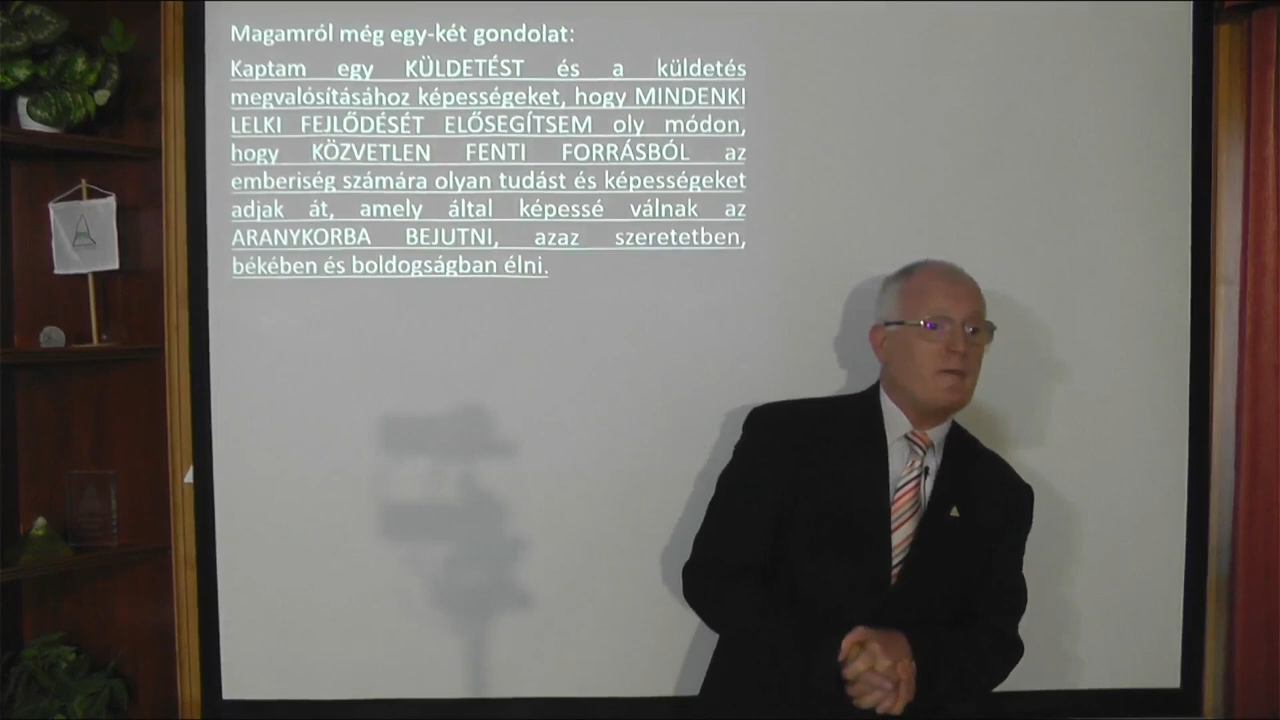 Magamról még egy-két gondolat:
Kaptam egy KÜLDETÉST és a küldetés
megvalósításához képességeket, hogy MINDENKI
LELKI FEJLŐDÉSÉT ELŐSEGÍTSEM oly módon,
hogy KÖZVETLEN FENTI FORRÁSBÓL az
emberiség számára olyan tudást és képességeket
adjak át, amely által képessé válnak az
ARANYKORBA BEJUTNI, azaz szeretetben,
békében és boldogságban élni.